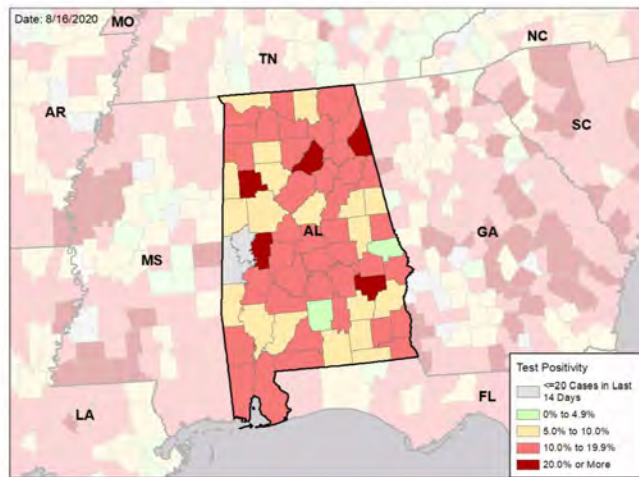 Date: 8/16/2020
MO
NC
TN
AR
SC
AL
GA
MS
LA
FL
Test Positivity
<=20 Cases in Last
14 Days
0% to 4.9%
5.0% to 10.0%
10.0% to 19.9%
20.0% or More